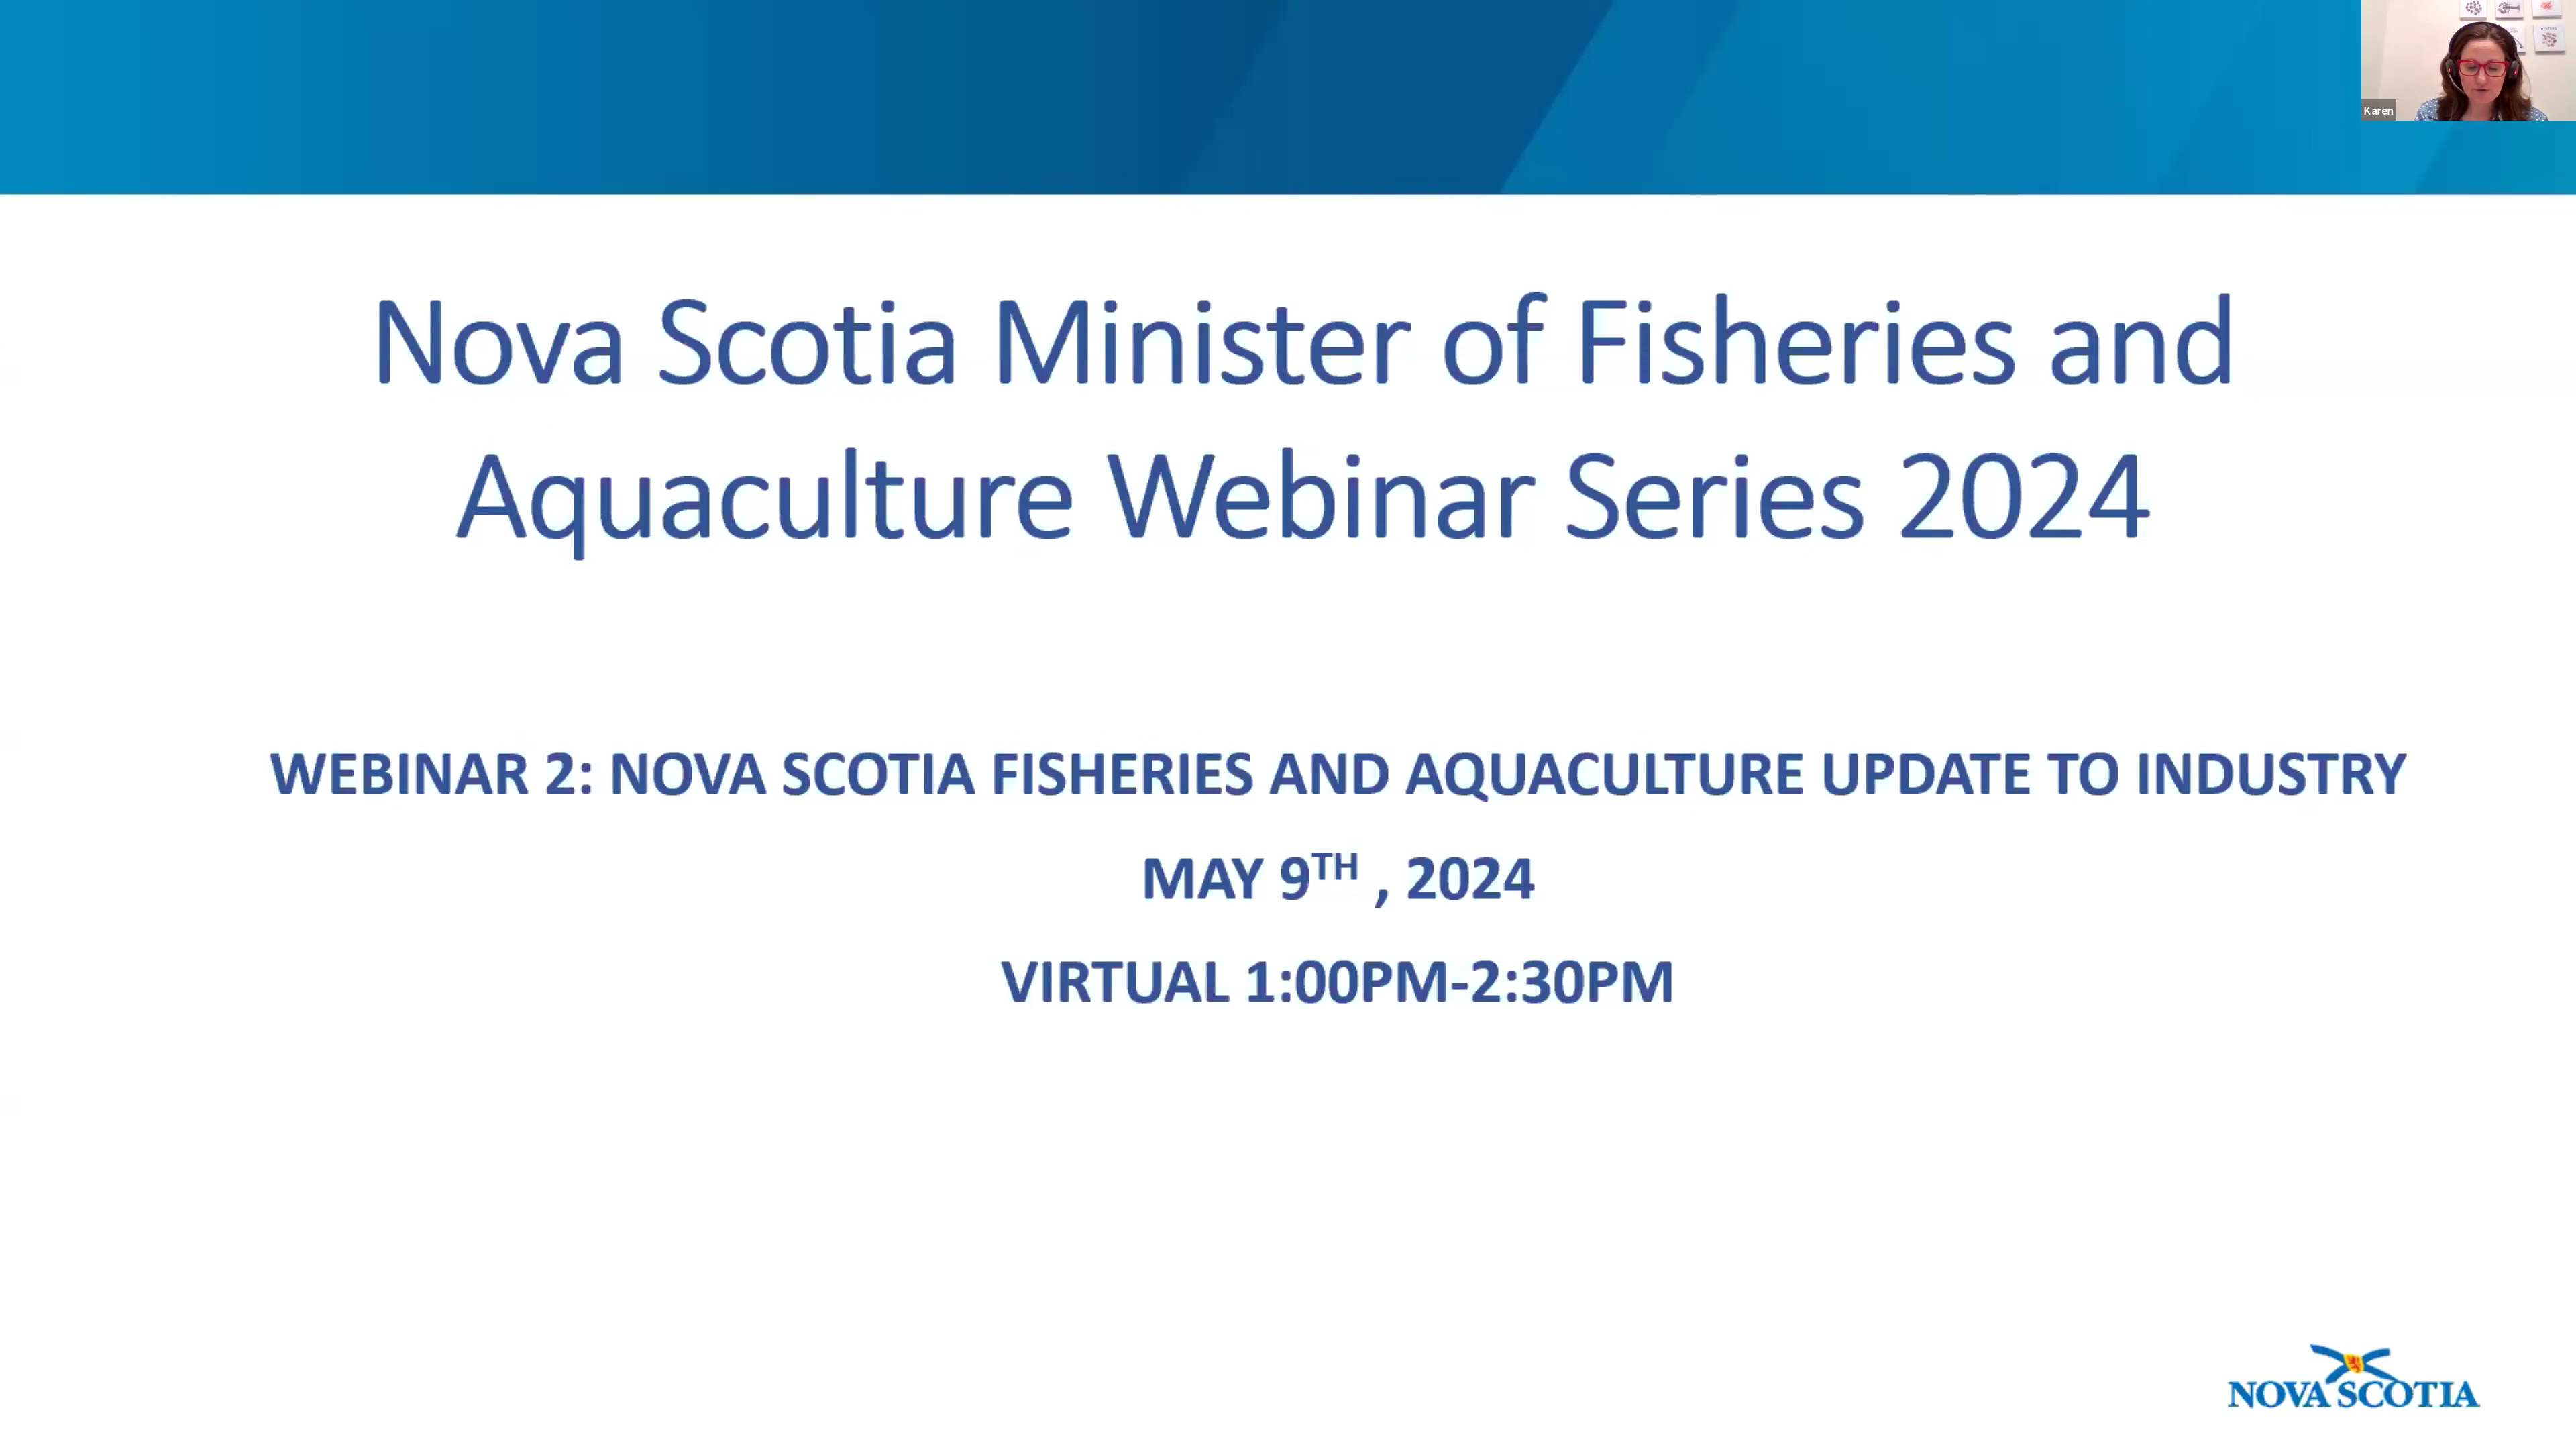 Karen
Nova Scotia Minister of Fisheries and
Aquaculture Webinar Series 2024
WEBINAR 2: NOVA SCOTIA FISHERIES AND AQUACULTURE UPDATE TO INDUSTRY
MAY 9TH , 2024
VIRTUAL 1:00PM-2:30PM
NOVA SCOTIA